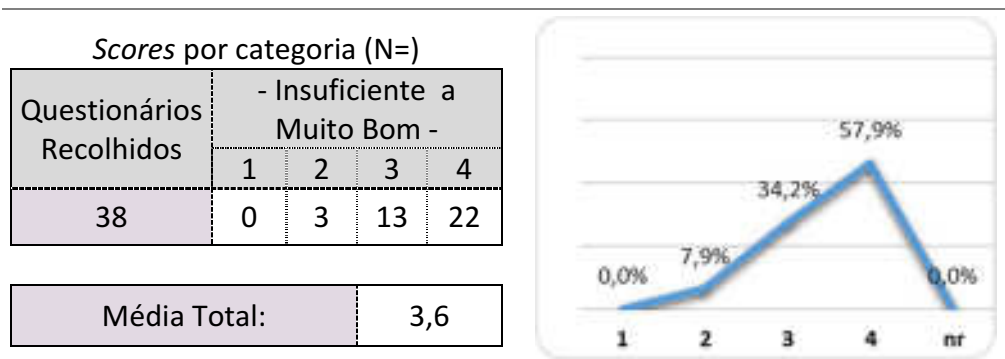 Scores por categoria (N=)
Questionários
Recolhidos
- Insuficiente a
Muito Bom -
1 2 3 4
38 0 3 13 22
Média Total: 3,6
57,9%
34,2%
7,9%
0,0% 0,0%
1 2 3 4 nr